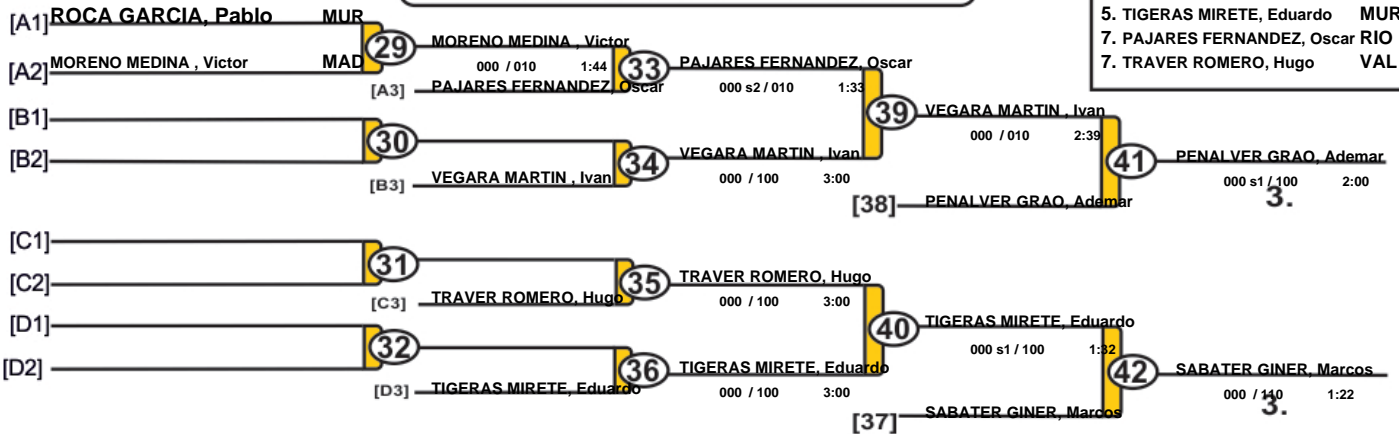 5. TIGERAS MIRETE, Eduardo MUR
7. PAJARES FERNANDEZ, Oscar RIO
7. TRAVER ROMERO, Hugo VAL
[A1] ROCA GARCIA, Pablo MUR
29
MORENO MEDINA , Victor
[A2] MORENO MEDINA , Victor MAD
000 / 010 1:44
33
PAJARES FERNANDEZ, Oscar
[A3] PAJARES FERNANDEZ, Oscar
000 s2 / 010 1:33
39
VEGARA MARTIN , Ivan
000 / 010 2:39
[B1]
30
[B2]
34
VEGARA MARTIN , Ivan
[B3] VEGARA MARTIN , Ivan
000 / 100 3:00
41
PENALVER GRAO, Ademar
000 s1 / 100 2:00
3.
[38] PENALVER GRAO, Ademar
[C1]
31
[C2]
35
TRAVER ROMERO, Hugo
[C3] TRAVER ROMERO, Hugo
000 / 100 3:00
40
TIGERAS MIRETE, Eduardo
000 s1 / 100 1:32
[D1]
32
[D2]
36
TIGERAS MIRETE, Eduardo
[D3] TIGERAS MIRETE, Eduardo
000 / 100 3:00
42
SABATER GINER, Marcos
000 / 110 1:22
3.
[37] SABATER GINER, Marcos